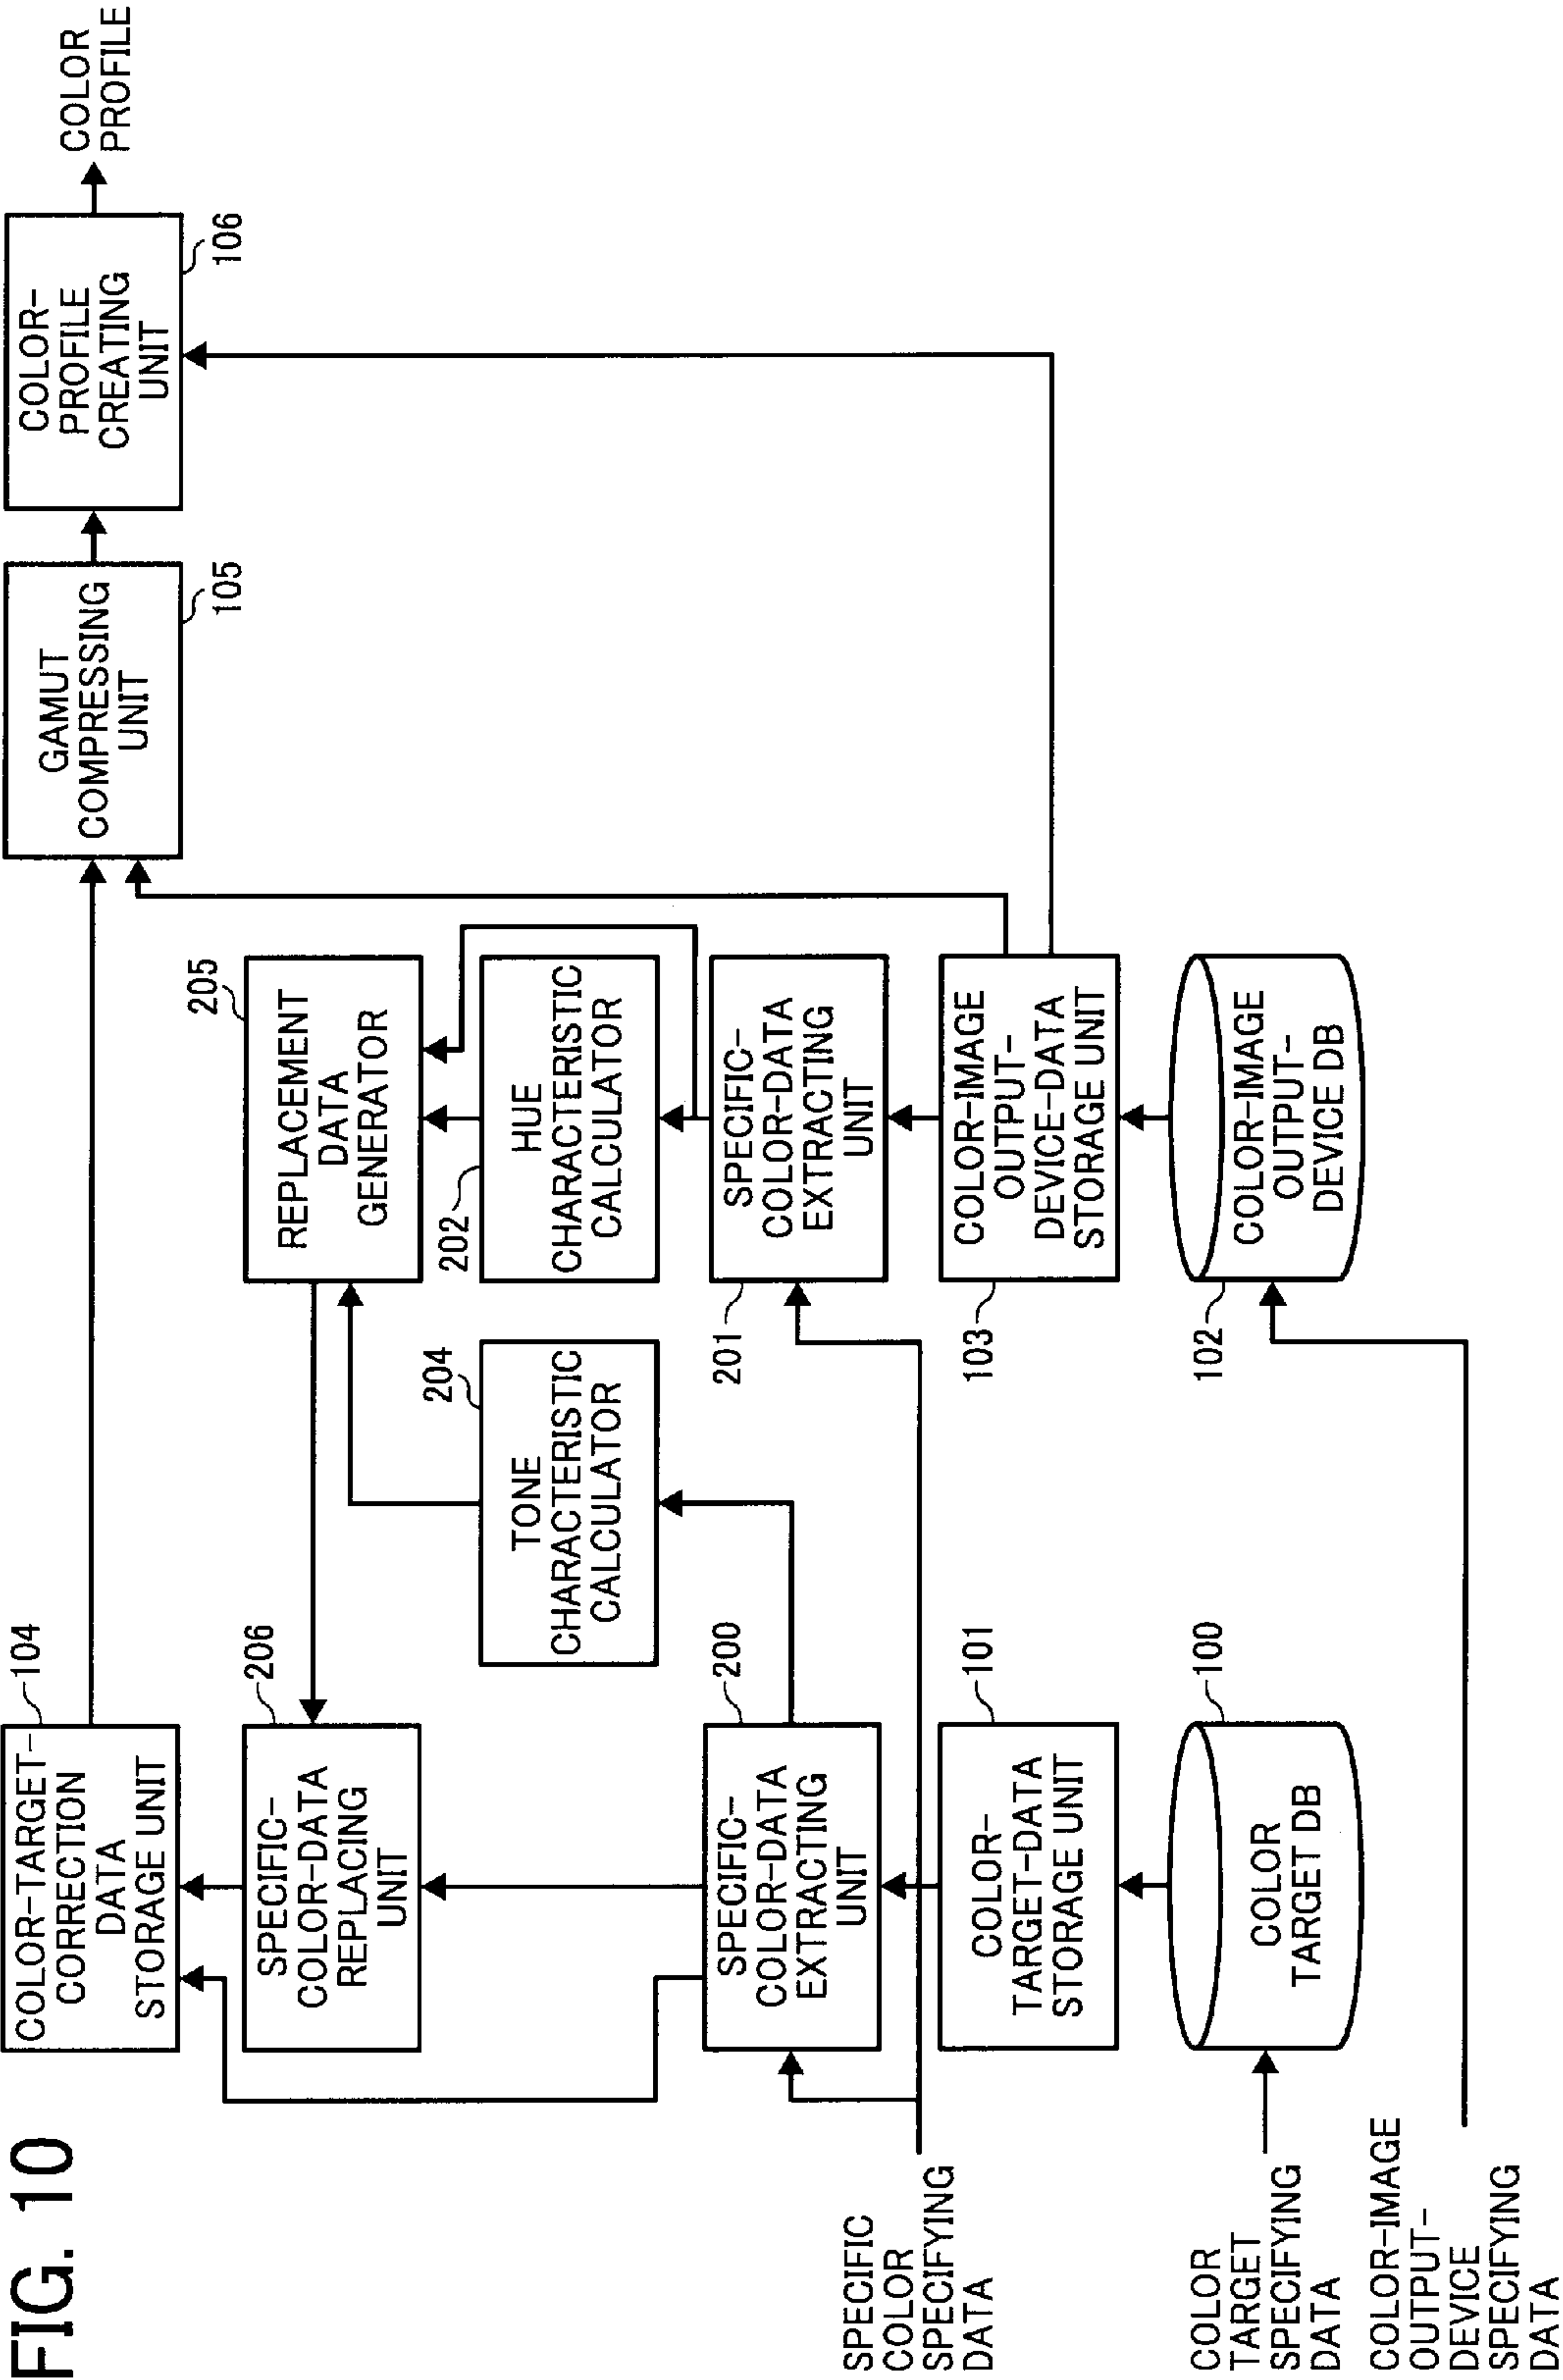 FIG. 10
COLOR-TARGET-
CORRECTION
DATA
STORAGE UNIT
104
GAMUT
COMPRESSING
UNIT
105
COLOR-
PROFILE
CREATING
UNIT
106
COLOR
PROFILE
SPECIFIC-
COLOR-DATA
REPLACING
UNIT
206
REPLACEMENT
DATA
GENERATOR
205
TONE
CHARACTERISTIC
CALCULATOR
204
HUE
CHARACTERISTIC
CALCULATOR
202
SPECIFIC-
COLOR-DATA
EXTRACTING
UNIT
200
SPECIFIC-
COLOR-DATA
EXTRACTING
UNIT
201
SPECIFIC
COLOR
SPECIFYING
DATA
COLOR-
TARGET-DATA
STORAGE UNIT
101
COLOR-IMAGE
OUTPUT-
DEVICE-DATA
STORAGE UNIT
103
COLOR
TARGET
SPECIFYING
DATA
COLOR
TARGET DB
100
COLOR-IMAGE
OUTPUT-
DEVICE DB
102
COLOR-IMAGE
OUTPUT-
DEVICE
SPECIFYING
DATA